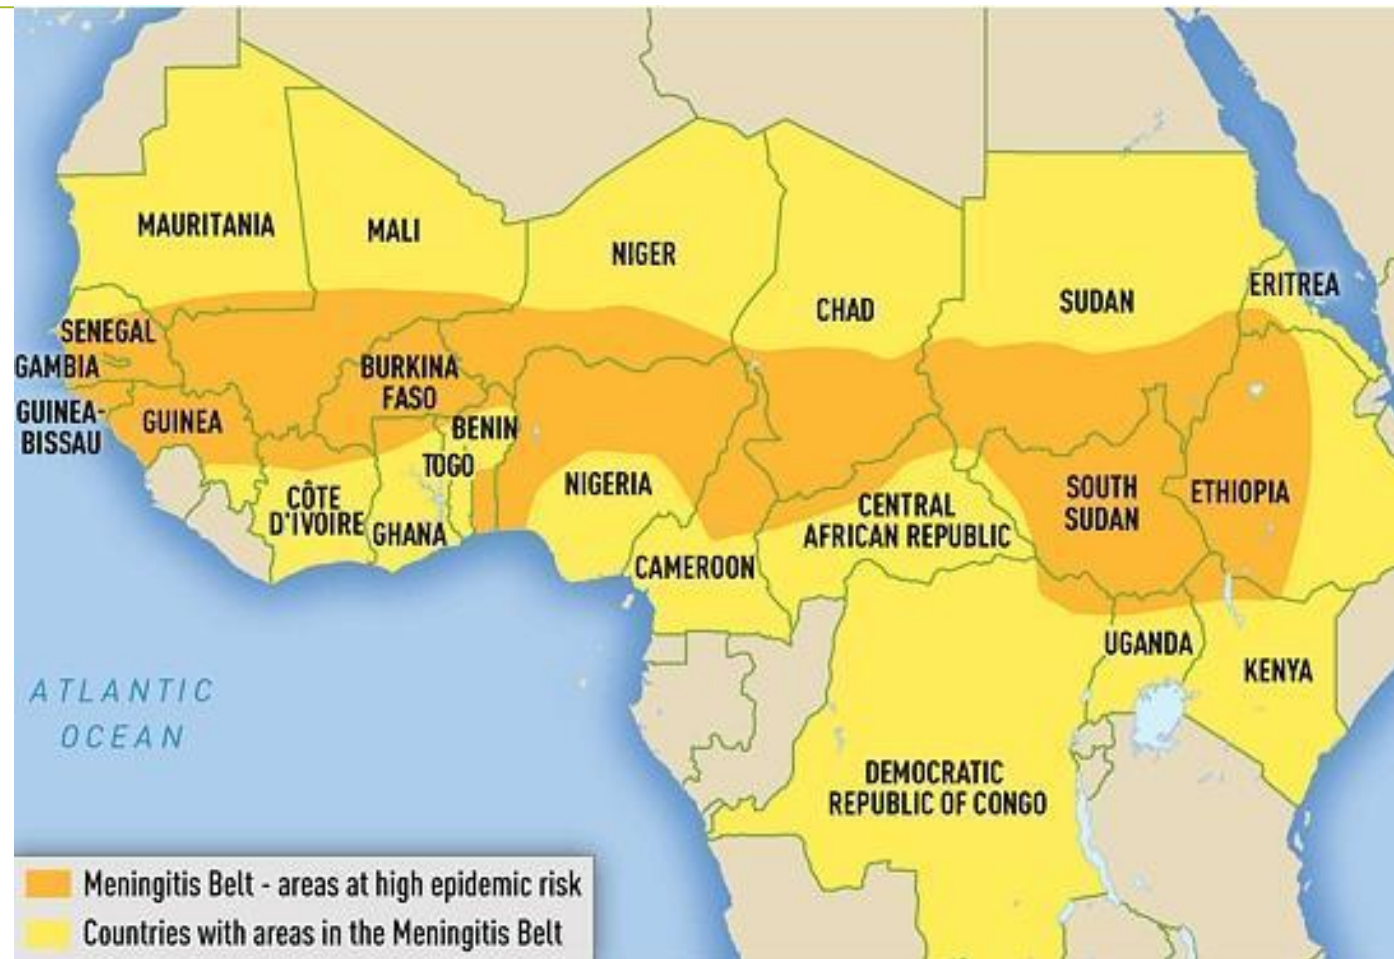 MAURITANIA
MALI
NIGER
CHAD
SUDAN
ERITREA
SENEGAL
GAMBIA
GUINEA-
BISSAU
GUINEA
BURKINA
FASO
BENIN
TOGO
CÔTE
D'IVOIRE
GHANA
NIGERIA
CAMEROON
CENTRAL
AFRICAN REPUBLIC
SOUTH
SUDAN
ETHIOPIA
UGANDA
KENYA
DEMOCRATIC
REPUBLIC OF CONGO
ATLANTIC
OCEAN
Meningitis Belt - areas at high epidemic risk
Countries with areas in the Meningitis Belt